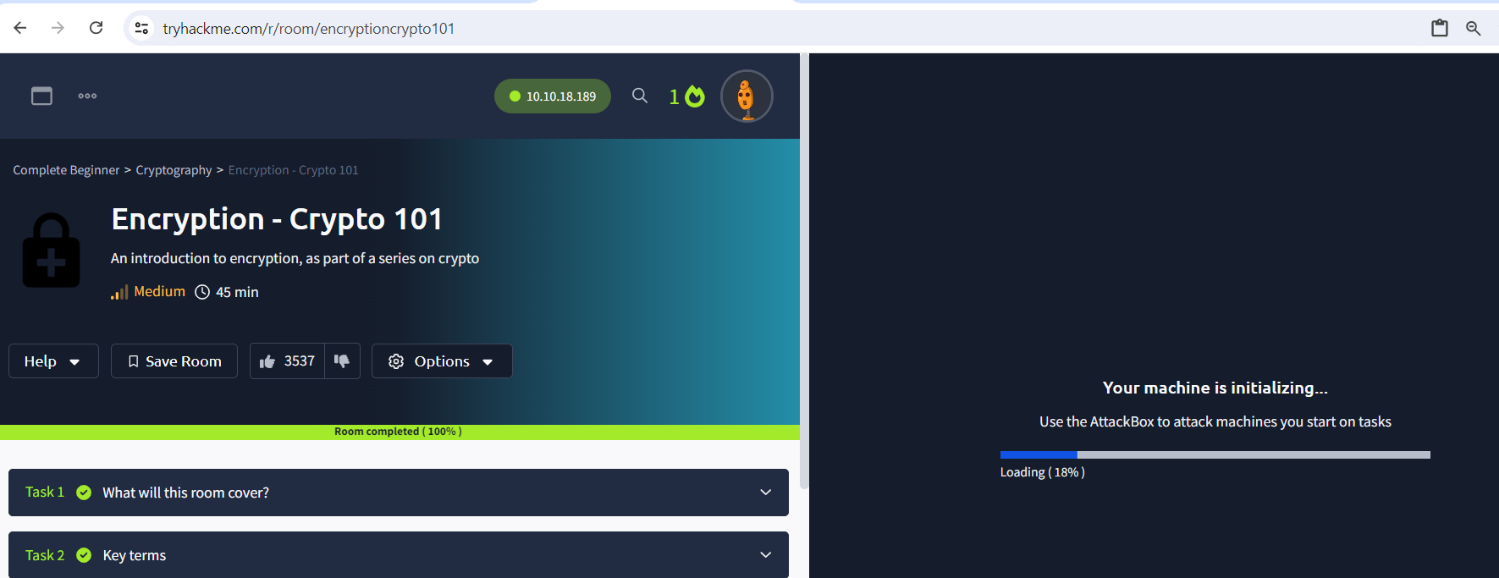 tryhackme.com/r/room/encryptioncrypto101
10.10.18.189
1
Complete Beginner > Cryptography > Encryption - Crypto 101
Encryption - Crypto 101
An introduction to encryption, as part of a series on crypto
Medium 45 min
Help Save Room 3537 Options
Room completed ( 100% )
Task 1 What will this room cover?
Task 2 Key terms
Your machine is initializing...
Use the AttackBox to attack machines you start on tasks
Loading ( 18% )